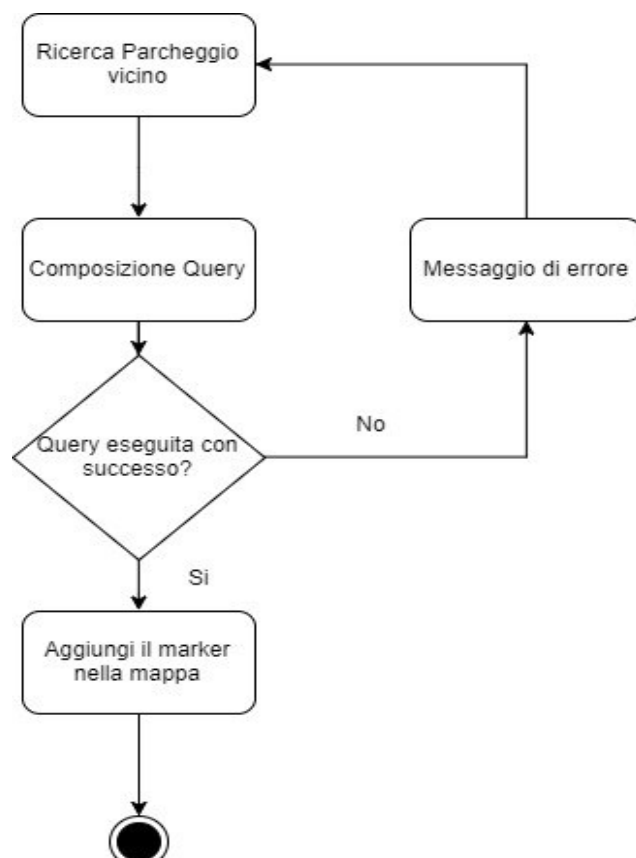 Ricerca Parcheggio
vicino
Composizione Query
Messaggio di errore
Query eseguita con
successo?
No
Si
Aggiungi il marker
nella mappa